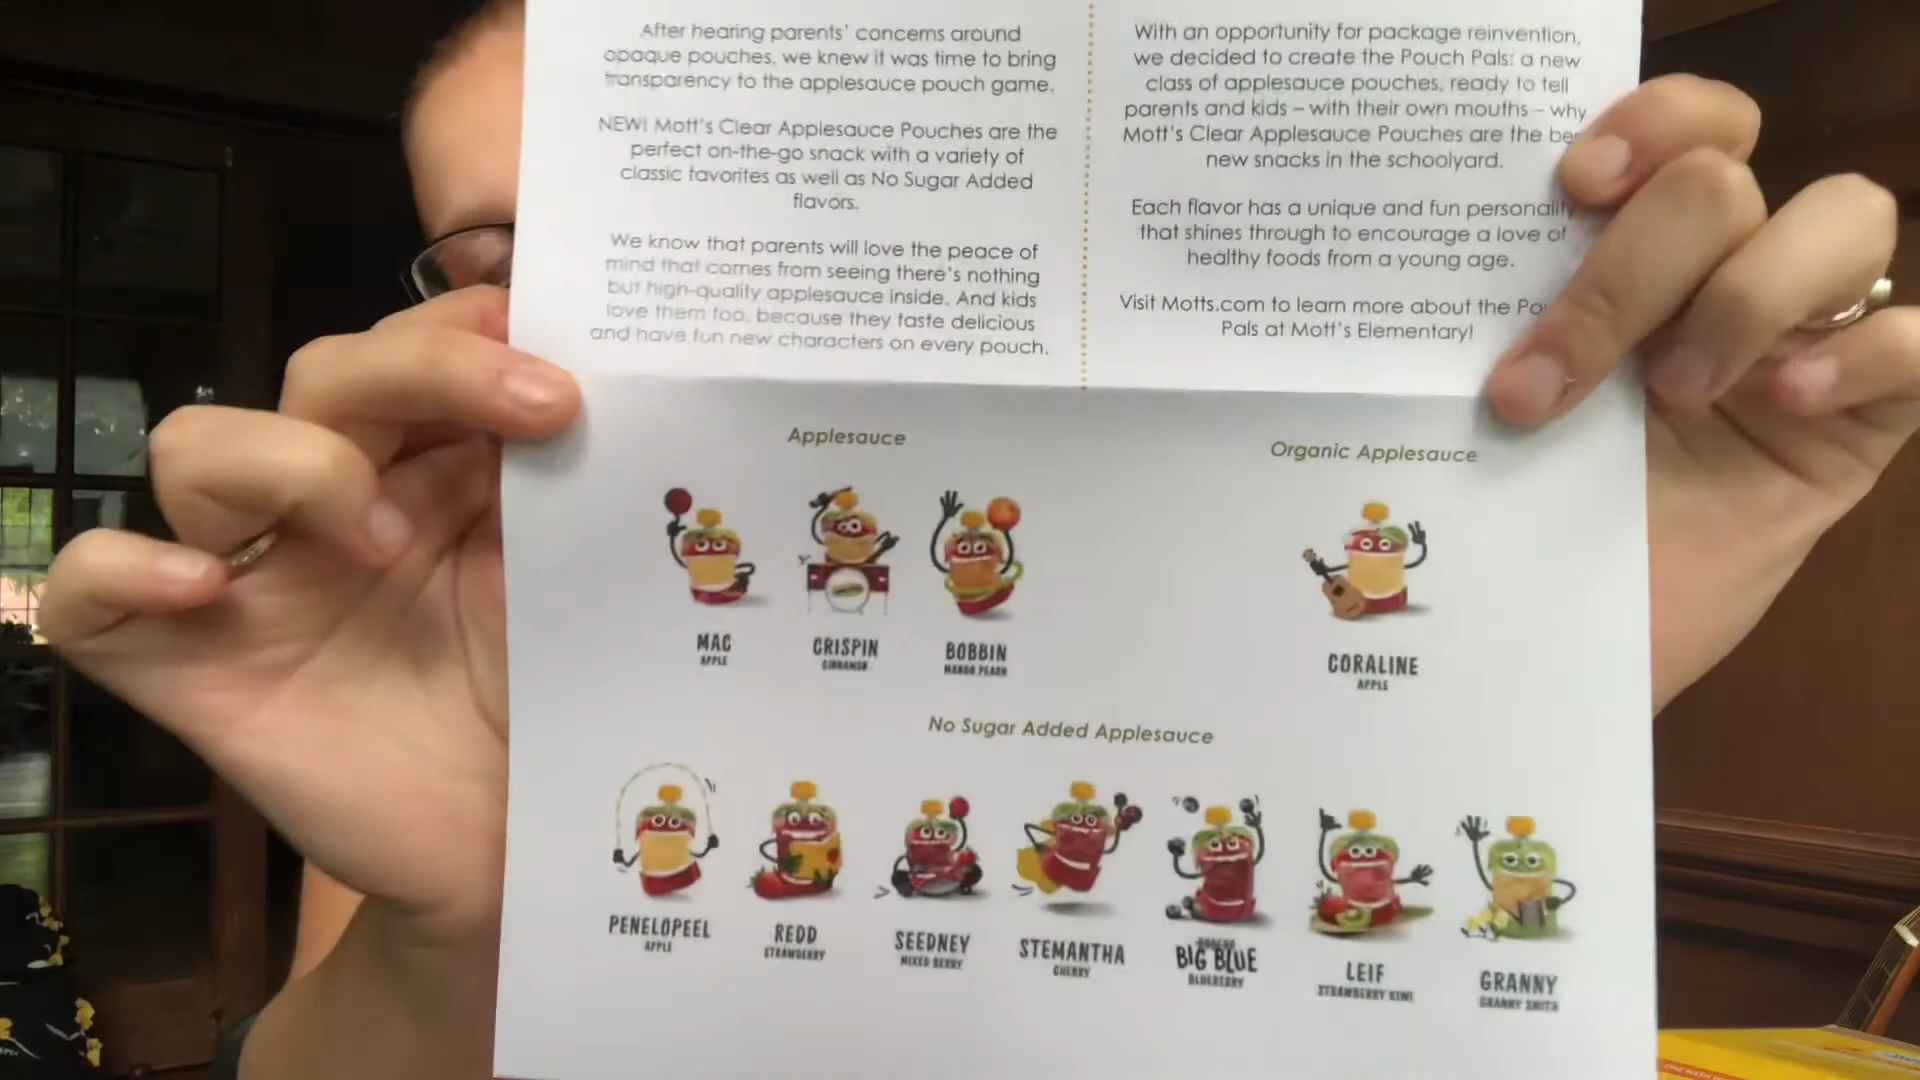 After hearing parents' concerns around
opaque pouches, we knew it was time to bring
transparency to the applesauce pouch game.
NEW! Mott's Clear Applesauce Pouches are the
perfect on-the-go snack with a variety of
classic favorites as well as No Sugar Added
flavors.
We know that parents will love the peace of
mind that comes from seeing there's nothing
but high-quality applesauce inside. And kids
love them too, because they taste delicious
and have fun new characters on every pouch.
With an opportunity for package reinvention,
we decided to create the Pouch Pals: a new
class of applesauce pouches, ready to tell
parents and kids – with their own mouths – why
Mott's Clear Applesauce Pouches are the
new snacks in the schoolyard.
Each flavor has a unique and fun personality
that shines through to encourage a love of
healthy foods from a young age.
Visit Motts.com to learn more about the
Pals at Mott's Elementary!
Applesauce
Organic Applesauce
MAC
APPLE
CRISPIN
CINNAMON
BOBBIN
MANGO PEACH
CORALINE
APPLE
No Sugar Added Applesauce
PENELOPEEL
APPLE
REDD
STRAWBERRY
SEEDNEY
MIXED BERRY
STEMANTHA
CHERRY
BIG BLUE
BLUEBERRY
LEIF
STRAWBERRY KIWI
GRANNY
GRANNY SMITH